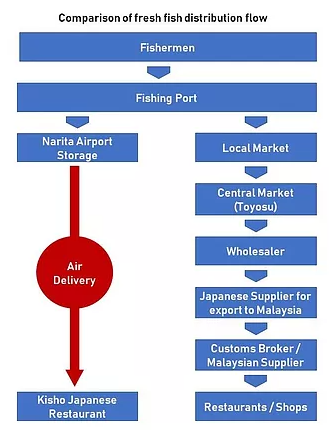 Comparison of fresh fish distribution flow
Fishermen
Fishing Port
Narita Airport
Storage
Air
Delivery
Kisho Japanese
Restaurant
Local Market
Central Market
(Toyosu)
Wholesaler
Japanese Supplier for
export to Malaysia
Customs Broker /
Malaysian Supplier
Restaurants / Shops